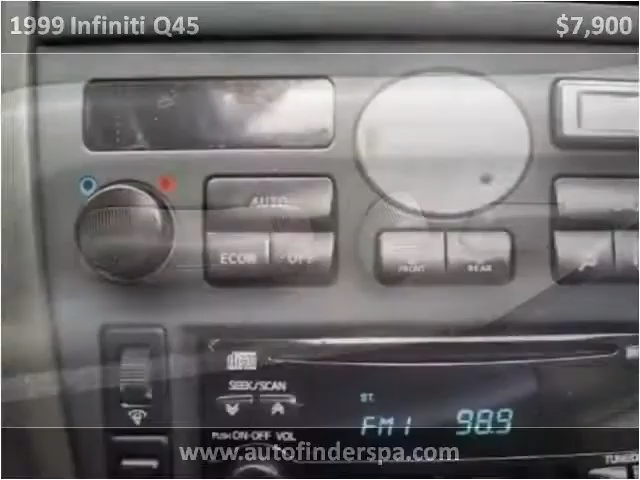 1999 Infiniti Q45 $7,900
AUTO
ECON OFF
FRONT REAR
SEEK/SCAN
ST.
FM1 98.9
PUSH ON·OFF VOL
www.autofinderspa.com